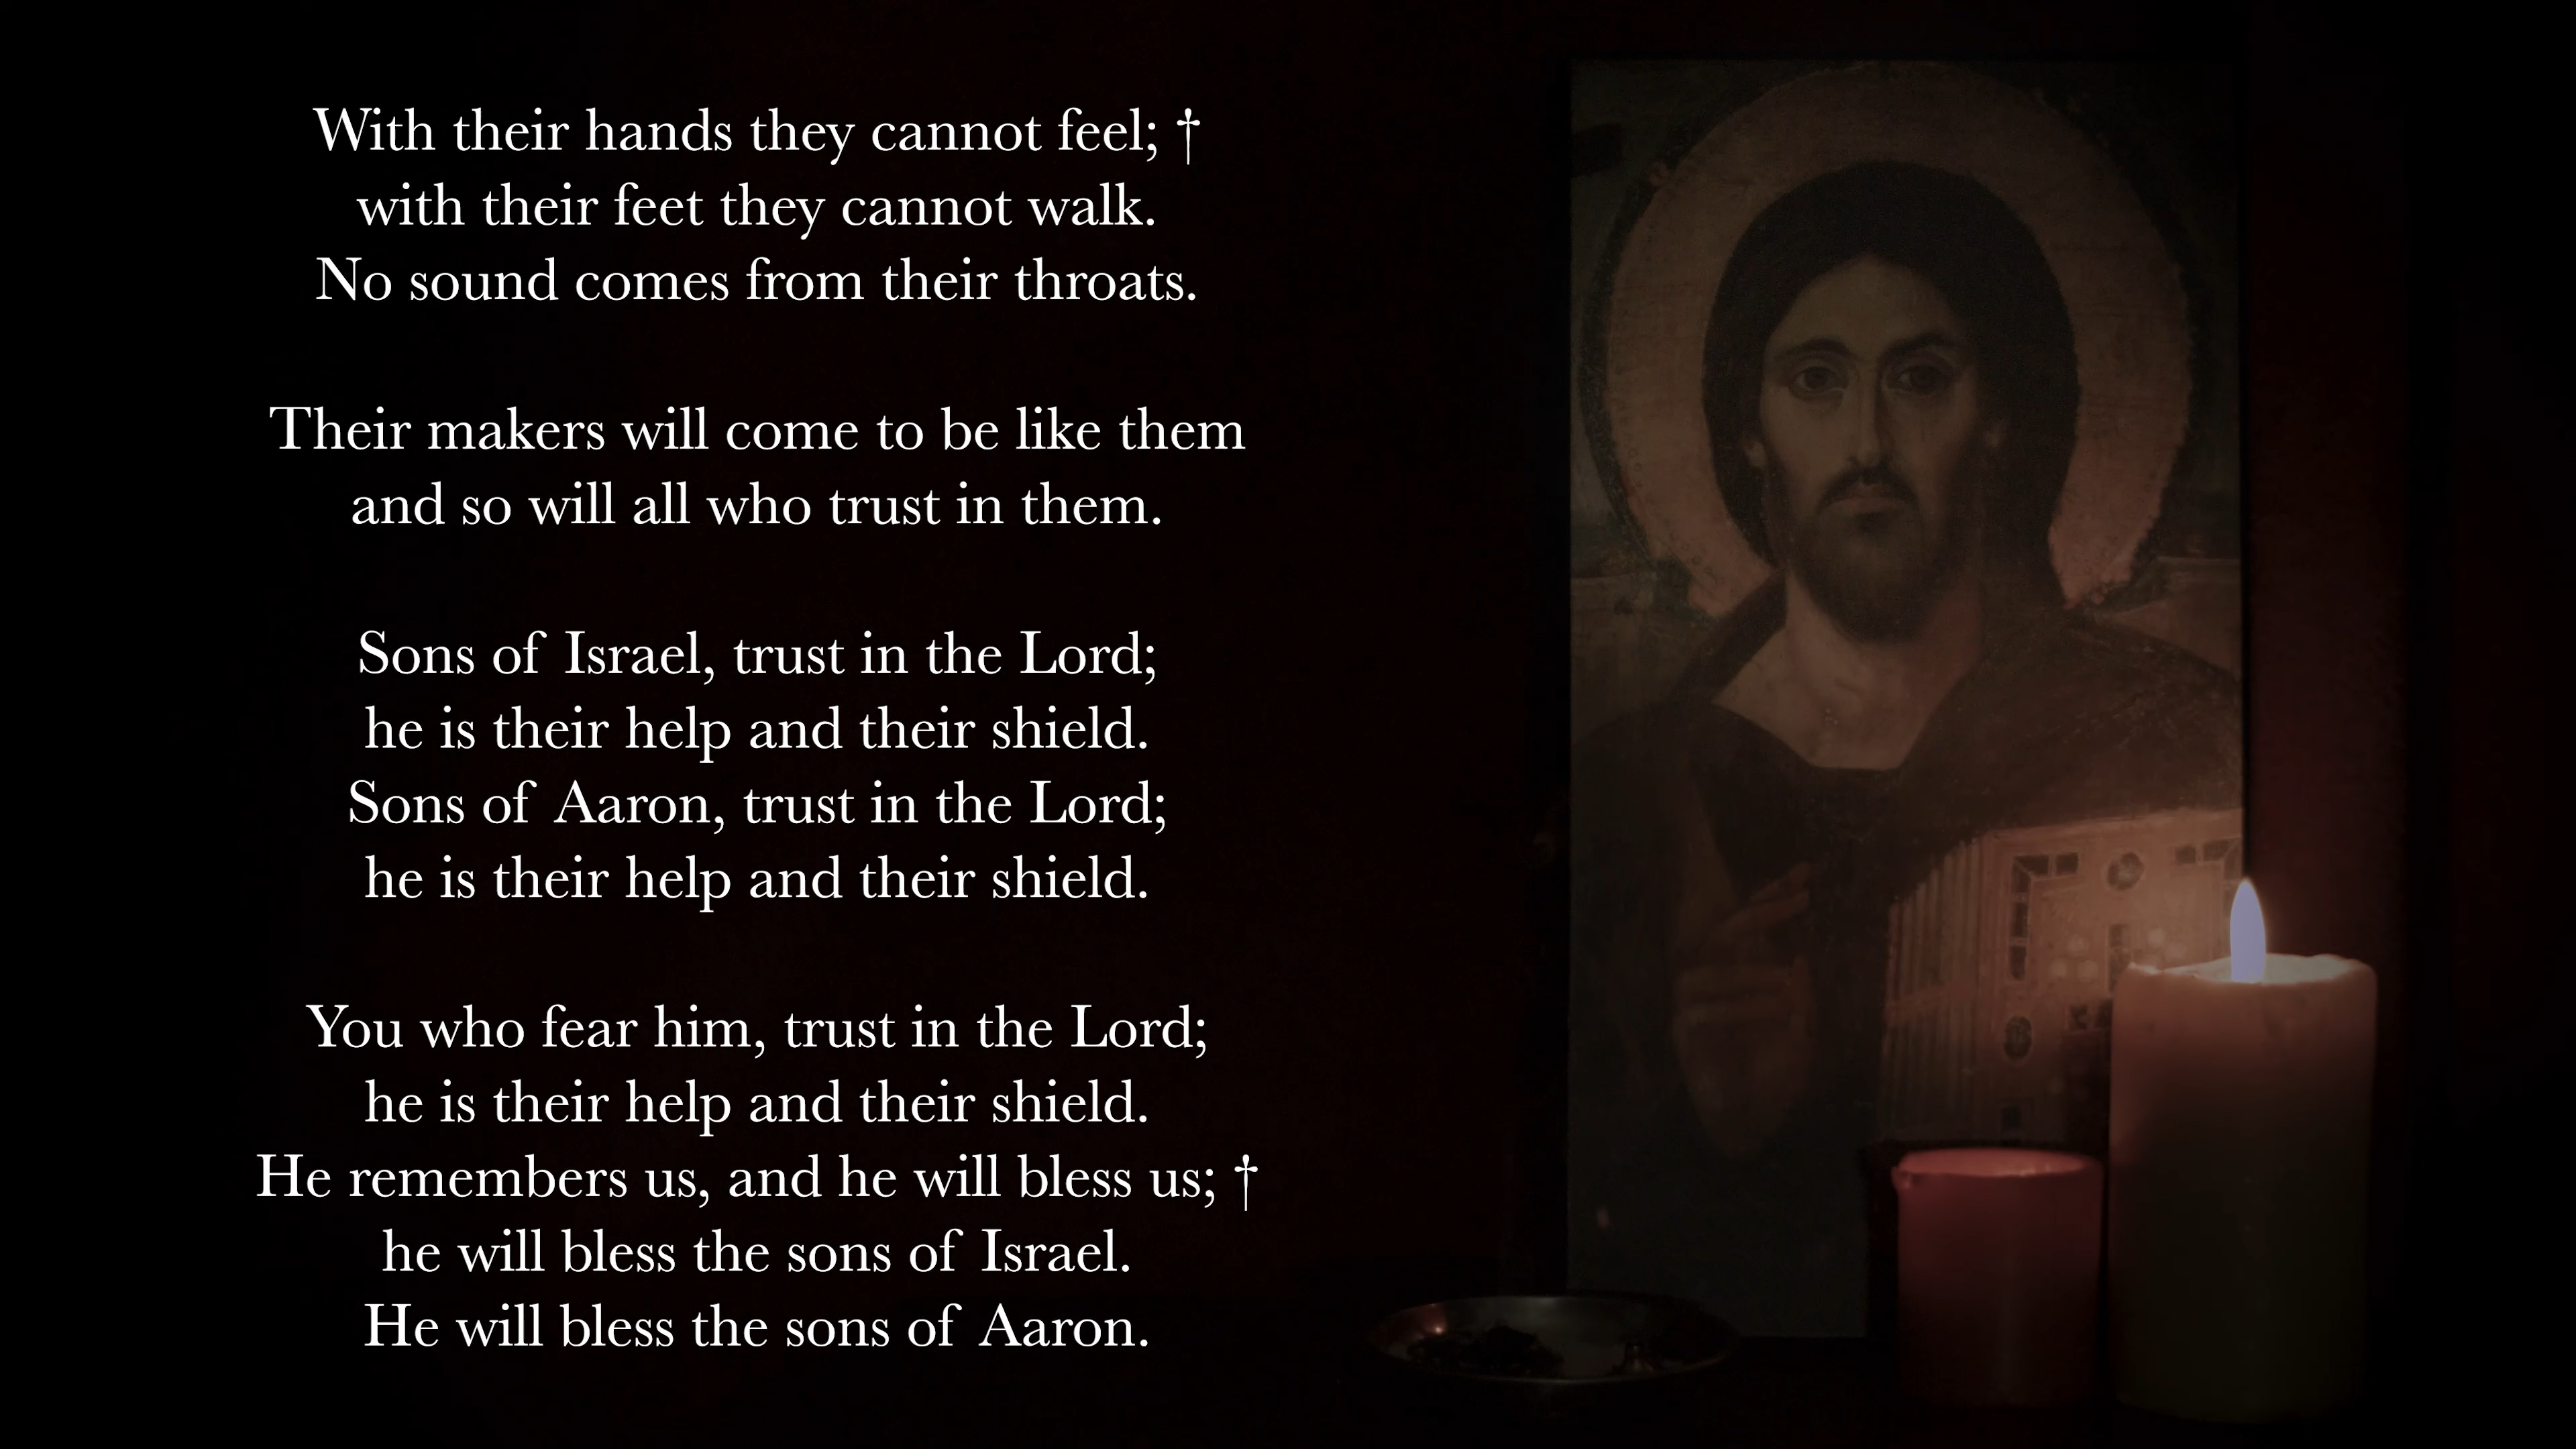 With their hands they cannot feel; †
with their feet they cannot walk.
No sound comes from their throats.
Their makers will come to be like them
and so will all who trust in them.
Sons of Israel, trust in the Lord;
he is their help and their shield.
Sons of Aaron, trust in the Lord;
he is their help and their shield.
You who fear him, trust in the Lord;
he is their help and their shield.
He remembers us, and he will bless us; †
he will bless the sons of Israel.
He will bless the sons of Aaron.